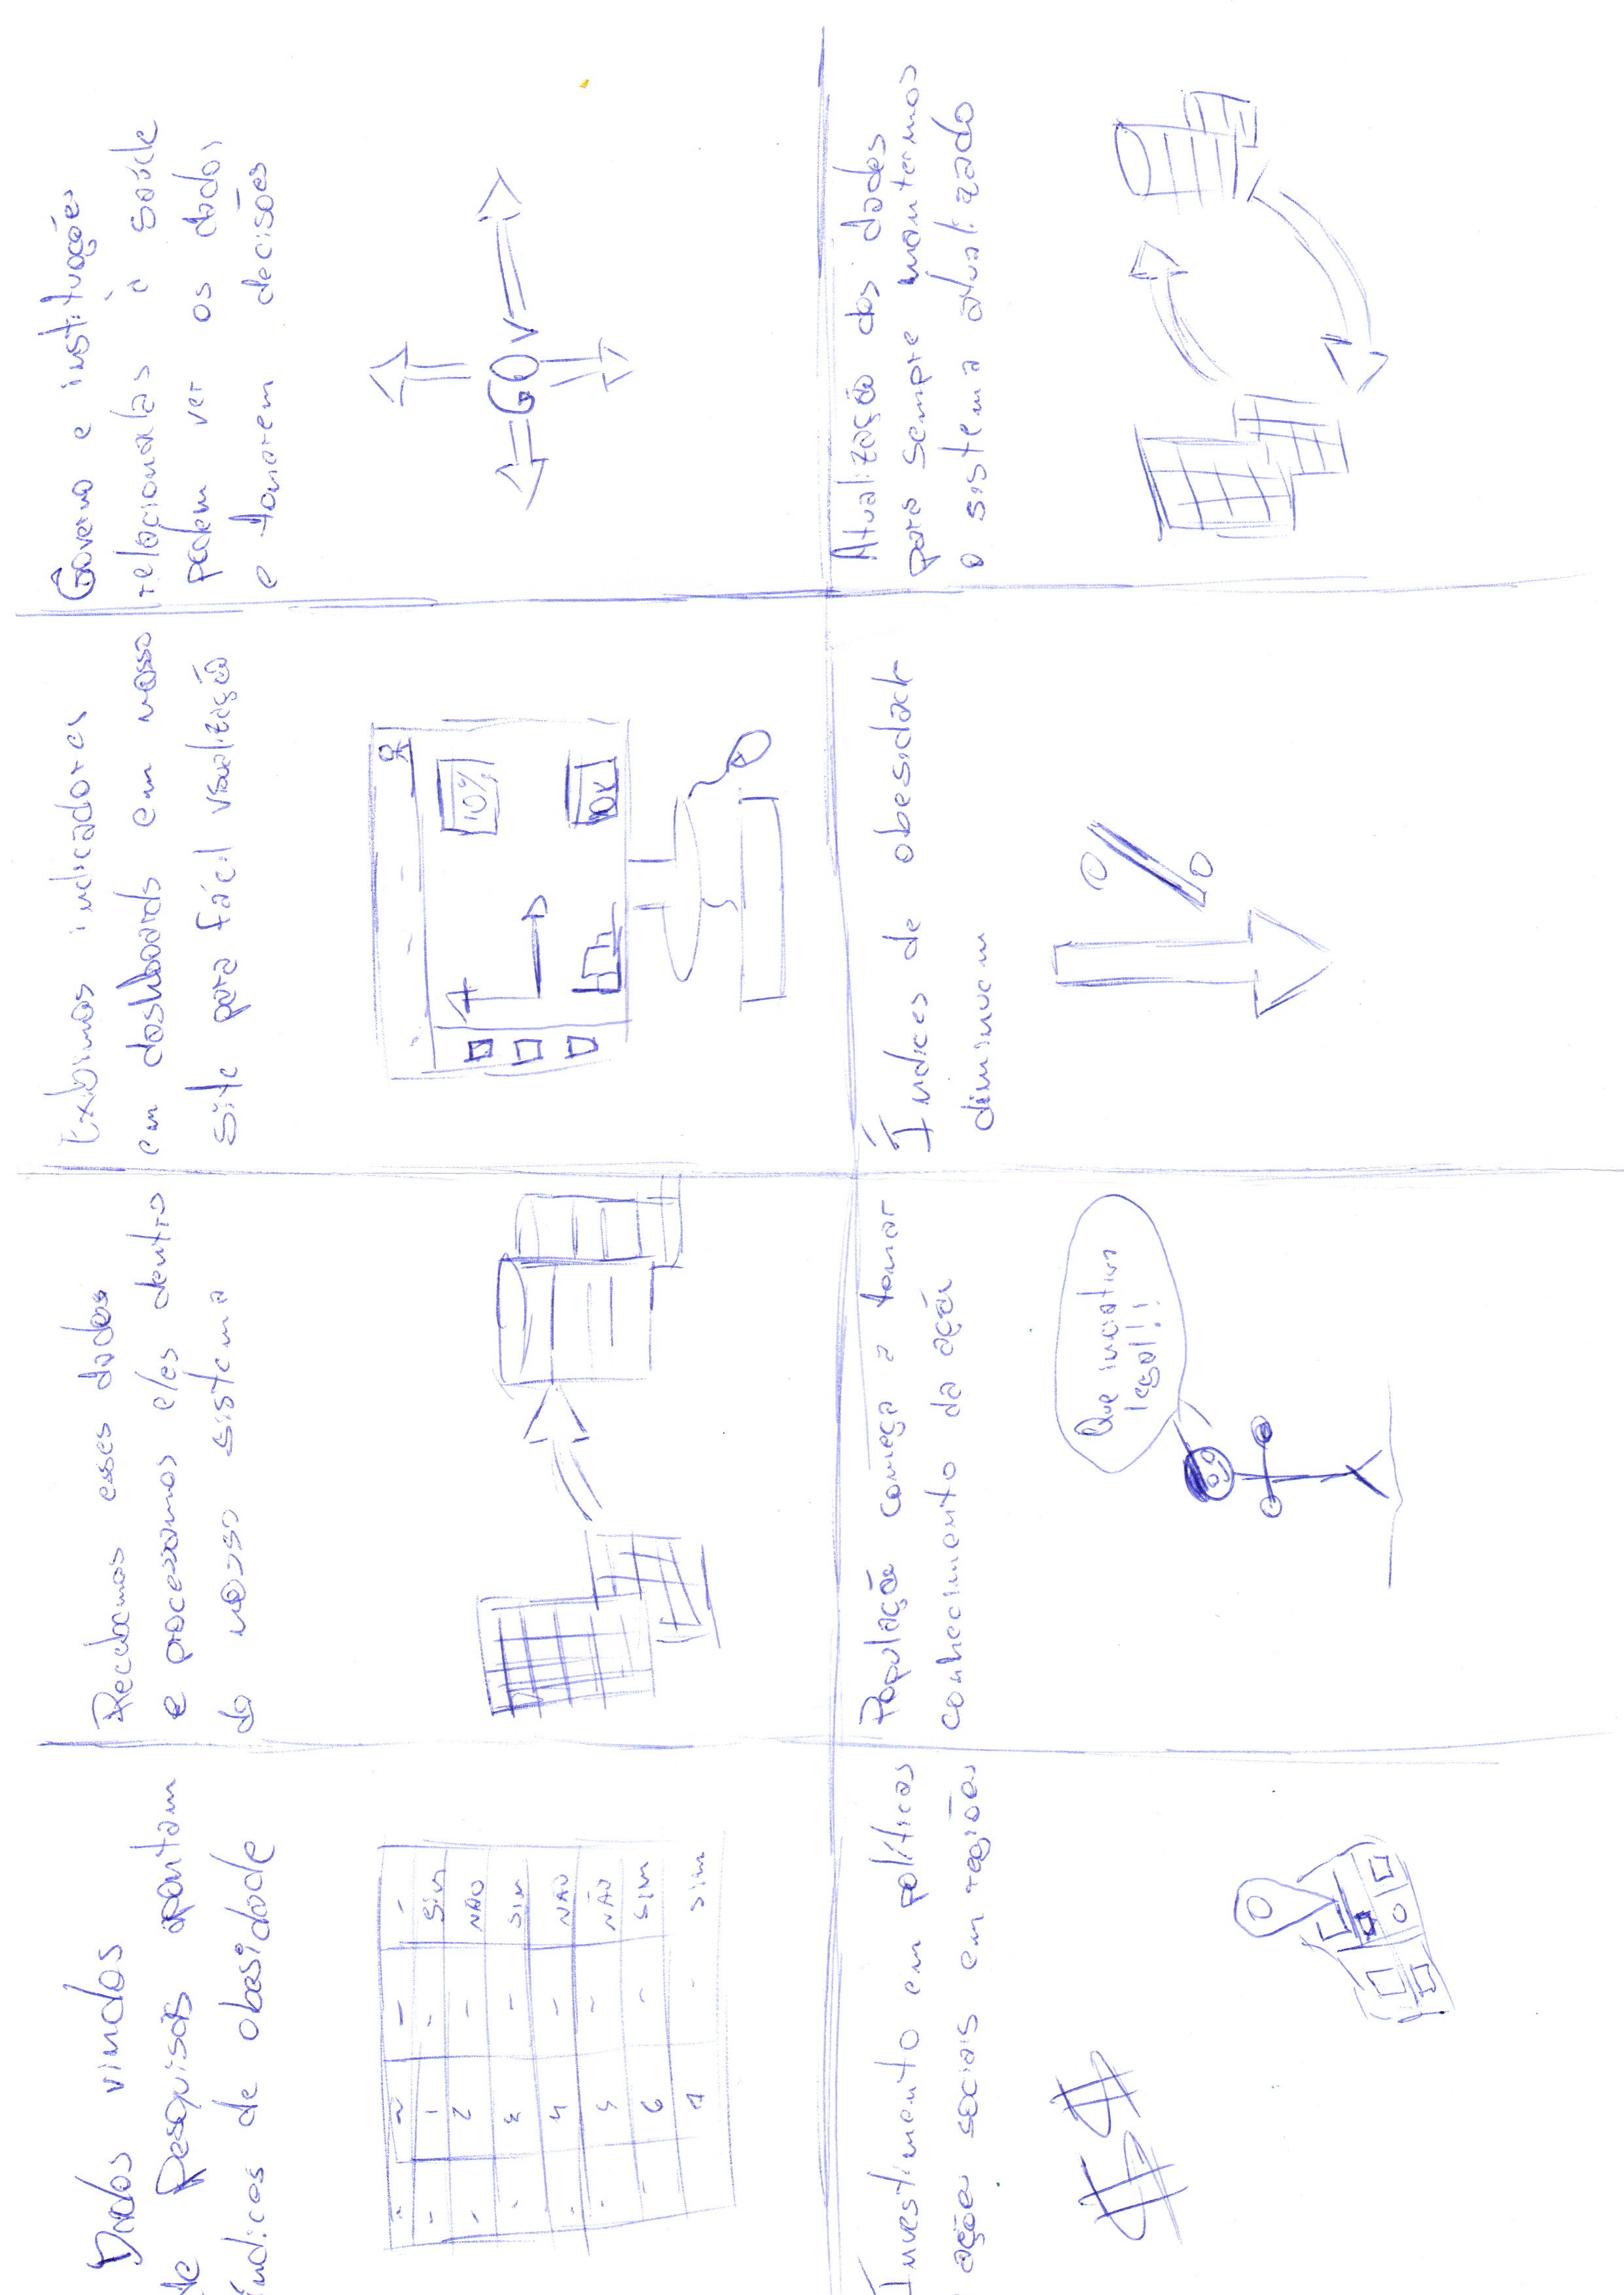 Dados vindos
de Pesquisas apontam
índices de obesidade
- ~ - -
- 1 - SIM
- 2 - NÃO
- 3 - SIM
- 4 - NÃO
- 5 - NÃO
- 6 - SIM
7 - SIM
Recebemos esses dados
e processamos eles dentro
do nosso sistema
Exibimos indicadores
em dashboards em nosso
site para fácil visualização
10%
10K
Governo e instituições
relacionadas à saúde
podem ver os dados
e tomarem decisões
GOV
Investimento em políticas
ações sociais em regiões
$ $
População começa a tomar
conhecimento da ação
Que iniciativa
legal!!
Índices de obesidade
diminuem
%
Atualização dos dados
para sempre mantermos
o sistema atualizado